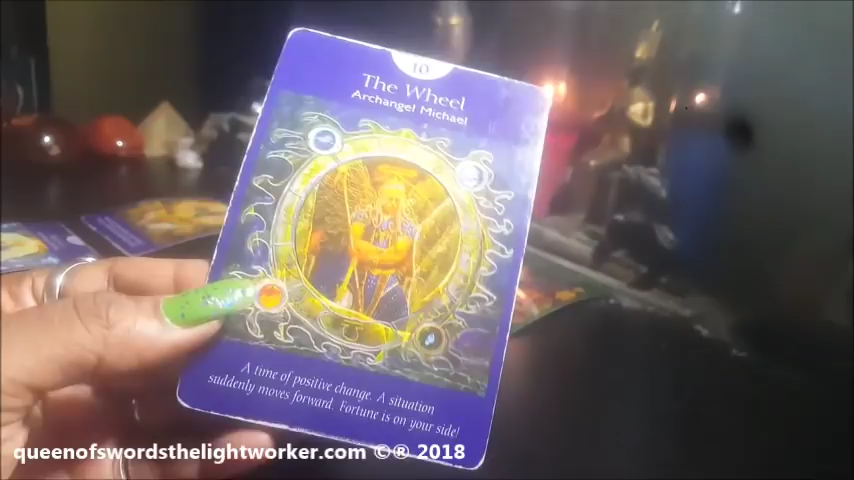 10
The Wheel
Archangel Michael
A time of positive change. A situation
suddenly moves forward. Fortune is on your side!
queenofswordsthelightworker.com ©® 2018